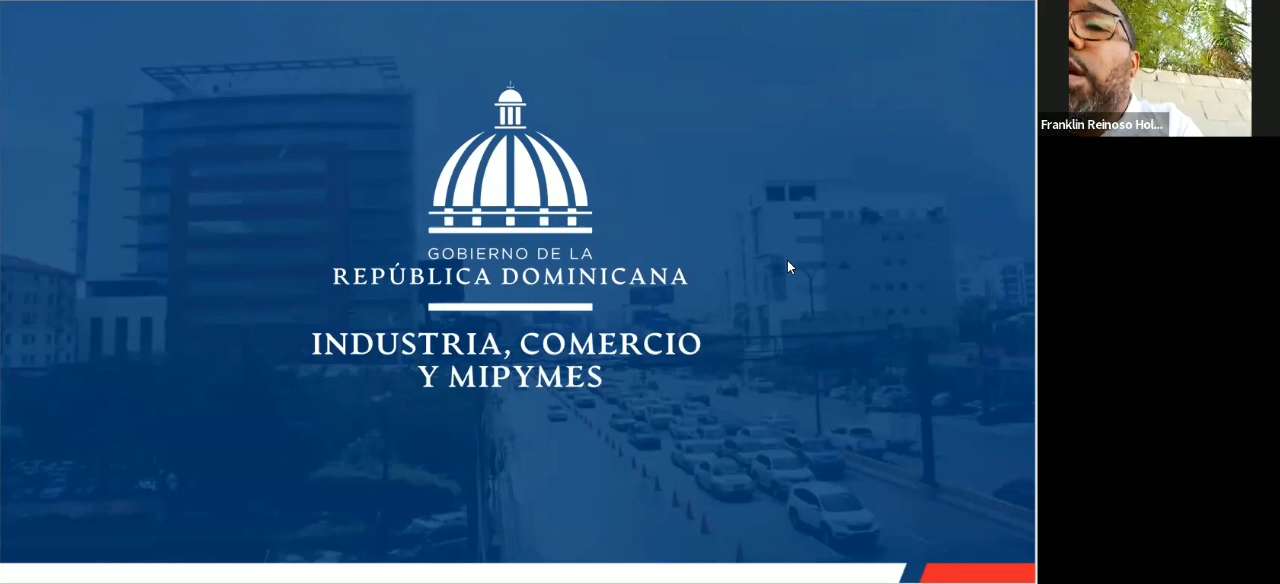 GOBIERNO DE LA
REPÚBLICA DOMINICANA
INDUSTRIA, COMERCIO
Y MIPYMES
Franklin Reinoso Hol...